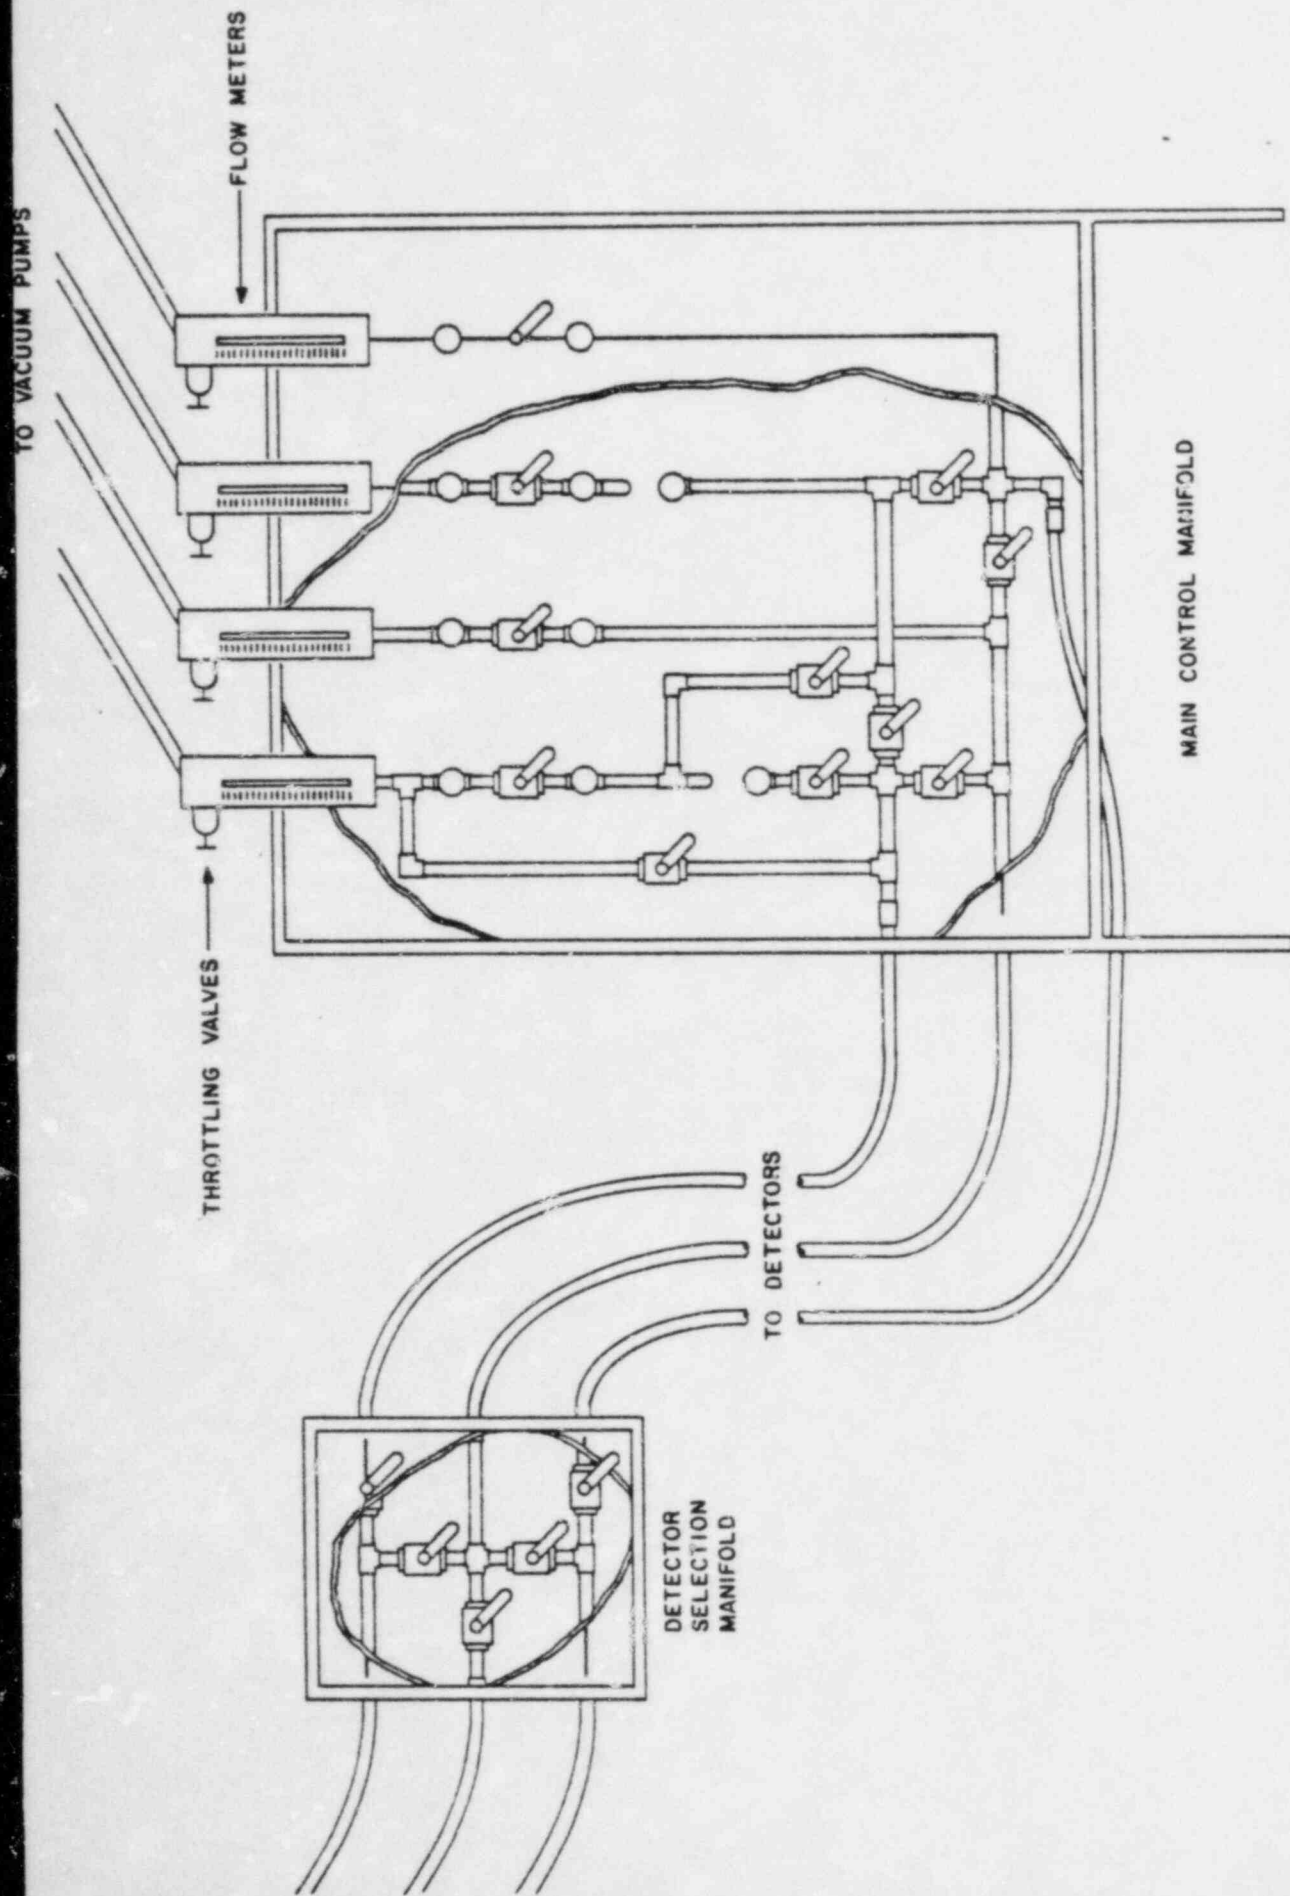 TO VACUUM PUMPS
FLOW METERS
THROTTLING VALVES
MAIN CONTROL MANIFOLD
TO DETECTORS
DETECTOR
SELECTION
MANIFOLD